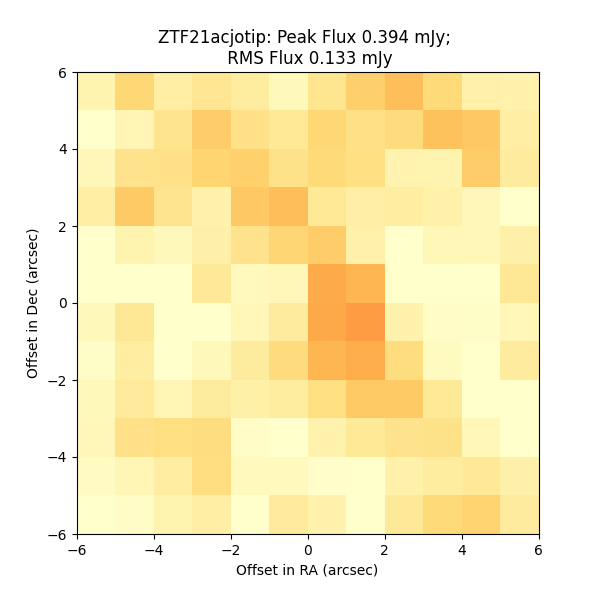 ZTF21acjotip: Peak Flux 0.394 mJy;
RMS Flux 0.133 mJy
6
4
2
0
−2
−4
−6
Offset in Dec (arcsec)
−6 −4 −2 0 2 4 6
Offset in RA (arcsec)